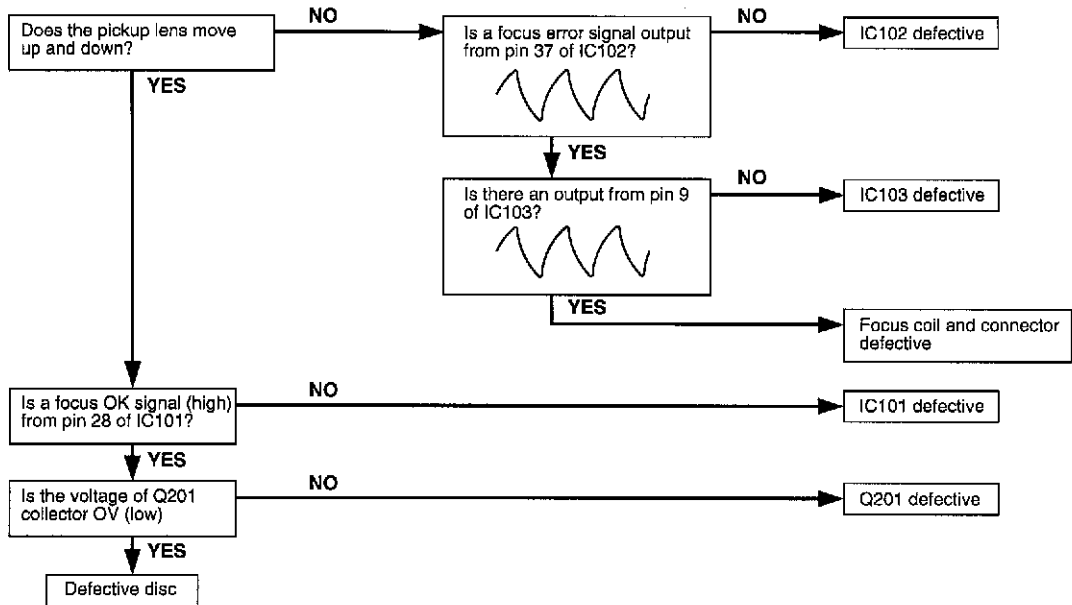 Does the pickup lens move
up and down?
NO
Is a focus error signal output
from pin 37 of IC102?
NO
IC102 defective
YES
YES
Is there an output from pin 9
of IC103?
NO
IC103 defective
YES
Focus coil and connector
defective
Is a focus OK signal (high)
from pin 28 of IC101?
NO
IC101 defective
YES
Is the voltage of Q201
collector OV (low)
NO
Q201 defective
YES
Defective disc